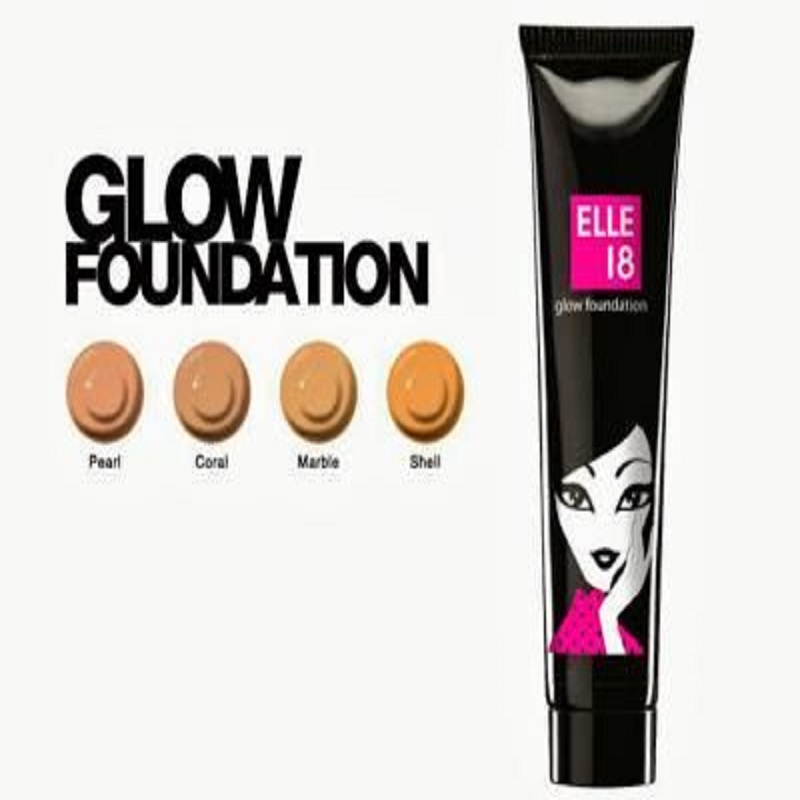 GLOW
FOUNDATION
Pearl
Coral
Marble
Shell
ELLE
18
glow foundation